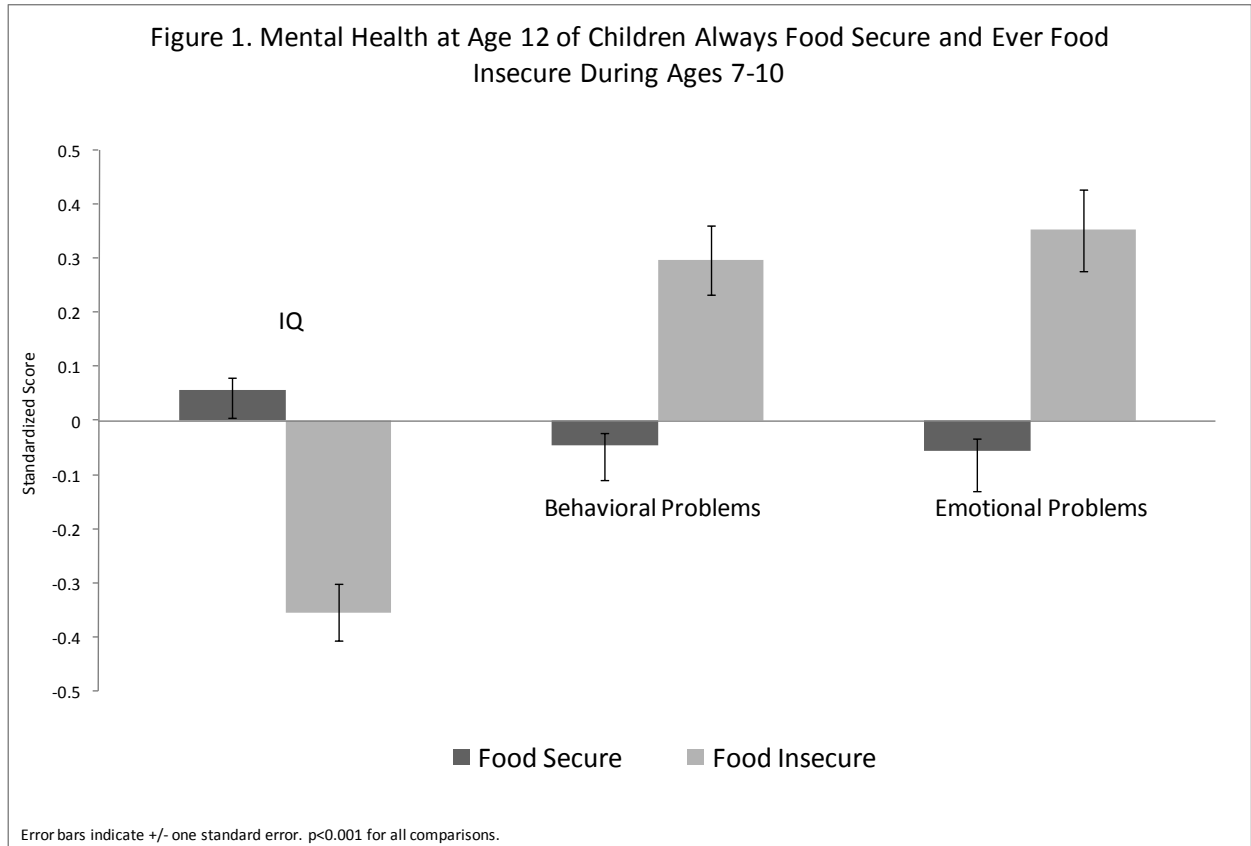 Figure 1. Mental Health at Age 12 of Children Always Food Secure and Ever Food
Insecure During Ages 7-10
0.5
0.4
0.3
0.2
0.1
0
-0.1
-0.2
-0.3
-0.4
-0.5
Standardized Score
IQ
Behavioral Problems
Emotional Problems
Food Secure
Food Insecure
Error bars indicate +/- one standard error. p<0.001 for all comparisons.